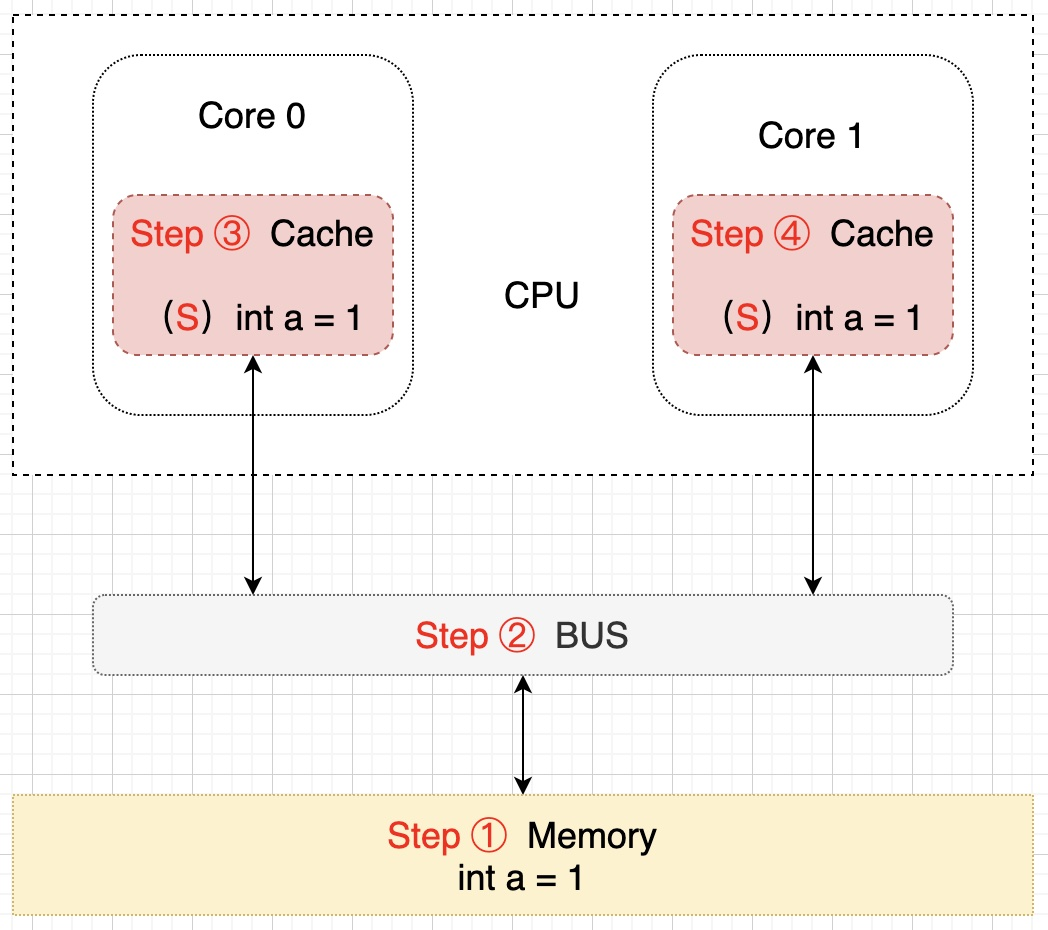 Core 0
Step ③ Cache
(S) int a = 1
CPU
Core 1
Step ④ Cache
(S) int a = 1
Step ② BUS
Step ① Memory
int a = 1